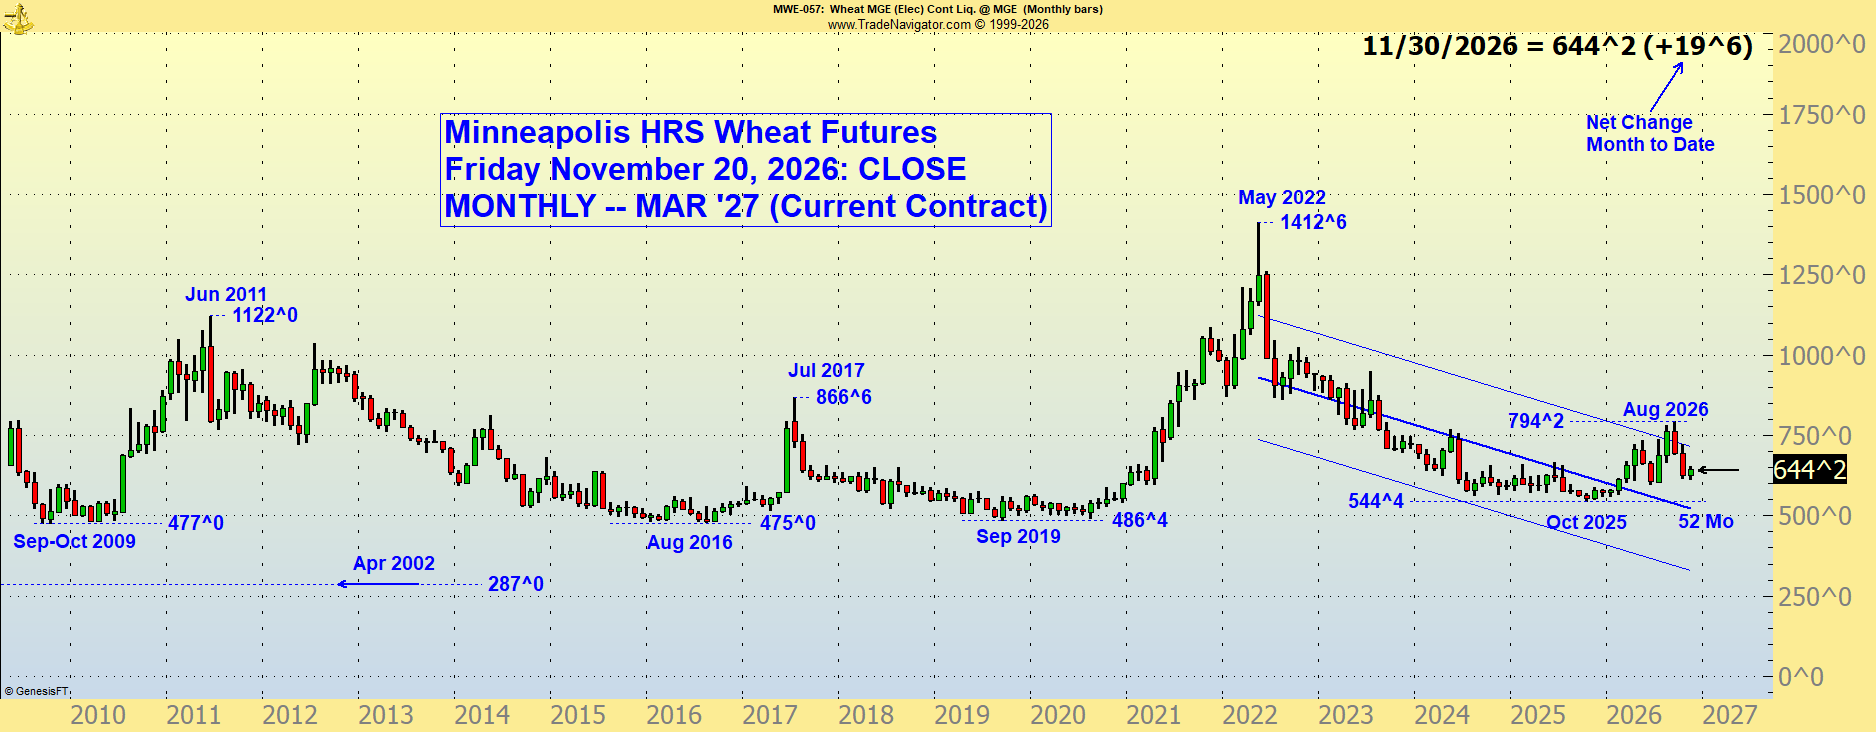 MWE-057: Wheat MGE (Elec) Cont Liq. @ MGE (Monthly bars)
www.TradeNavigator.com © 1999-2026
11/30/2026 = 644^2 (+19^6)
Net Change
Month to Date
Minneapolis HRS Wheat Futures
Friday November 20, 2026: CLOSE
MONTHLY -- MAR '27 (Current Contract)
May 2022
1412^6
Jun 2011
1122^0
Jul 2017
866^6
Aug 2026
794^2
544^4
Oct 2025
52 Mo
477^0
Sep-Oct 2009
475^0
Aug 2016
486^4
Sep 2019
Apr 2002
287^0
2000^0
1750^0
1500^0
1250^0
1000^0
750^0
644^2
500^0
250^0
0^0
© GenesisFT
2010 2011 2012 2013 2014 2015 2016 2017 2018 2019 2020 2021 2022 2023 2024 2025 2026 2027